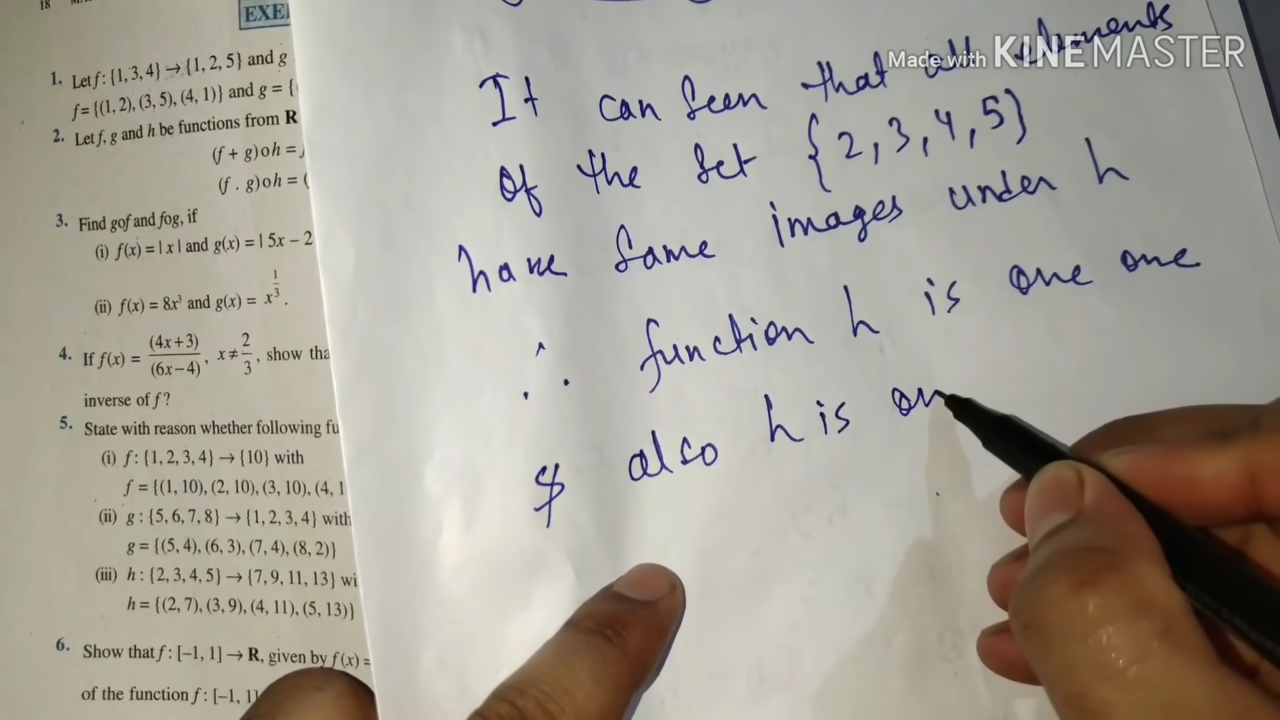 18
EXE
1. Let f : {1, 3, 4} → {1, 2, 5} and g
f = {(1, 2), (3, 5), (4, 1)} and g = {
2. Let f, g and h be functions from R
(f + g)oh =
(f . g)oh = (
3. Find gof and fog, if
(i) f(x) = | x | and g(x) = | 5x – 2
(ii) f(x) = 8x³ and g(x) = x^(1/3).
4. If f(x) = (4x+3)/(6x–4), x ≠ 2/3, show tha
inverse of f?
5. State with reason whether following fu
(i) f : {1, 2, 3, 4} → {10} with
f = {(1, 10), (2, 10), (3, 10), (4, 1
(ii) g : {5, 6, 7, 8} → {1, 2, 3, 4} with
g = {(5, 4), (6, 3), (7, 4), (8, 2)}
(iii) h : {2, 3, 4, 5} → {7, 9, 11, 13} wi
h = {(2, 7), (3, 9), (4, 11), (5, 13)}
6. Show that f : [–1, 1] → R, given by f(x) =
of the function f : [–1, 1]
Made with KINEMASTER
It can seen that all elements
of the set {2, 3, 4, 5}
have same images under h
∴ function h is one one
$ also h is on